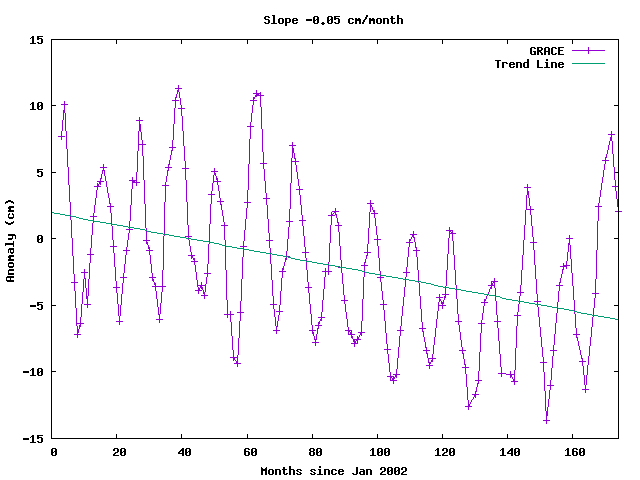 Slope -0.05 cm/month
GRACE
Trend Line
15
10
5
0
-5
-10
-15
Anomaly (cm)
0 20 40 60 80 100 120 140 160
Months since Jan 2002